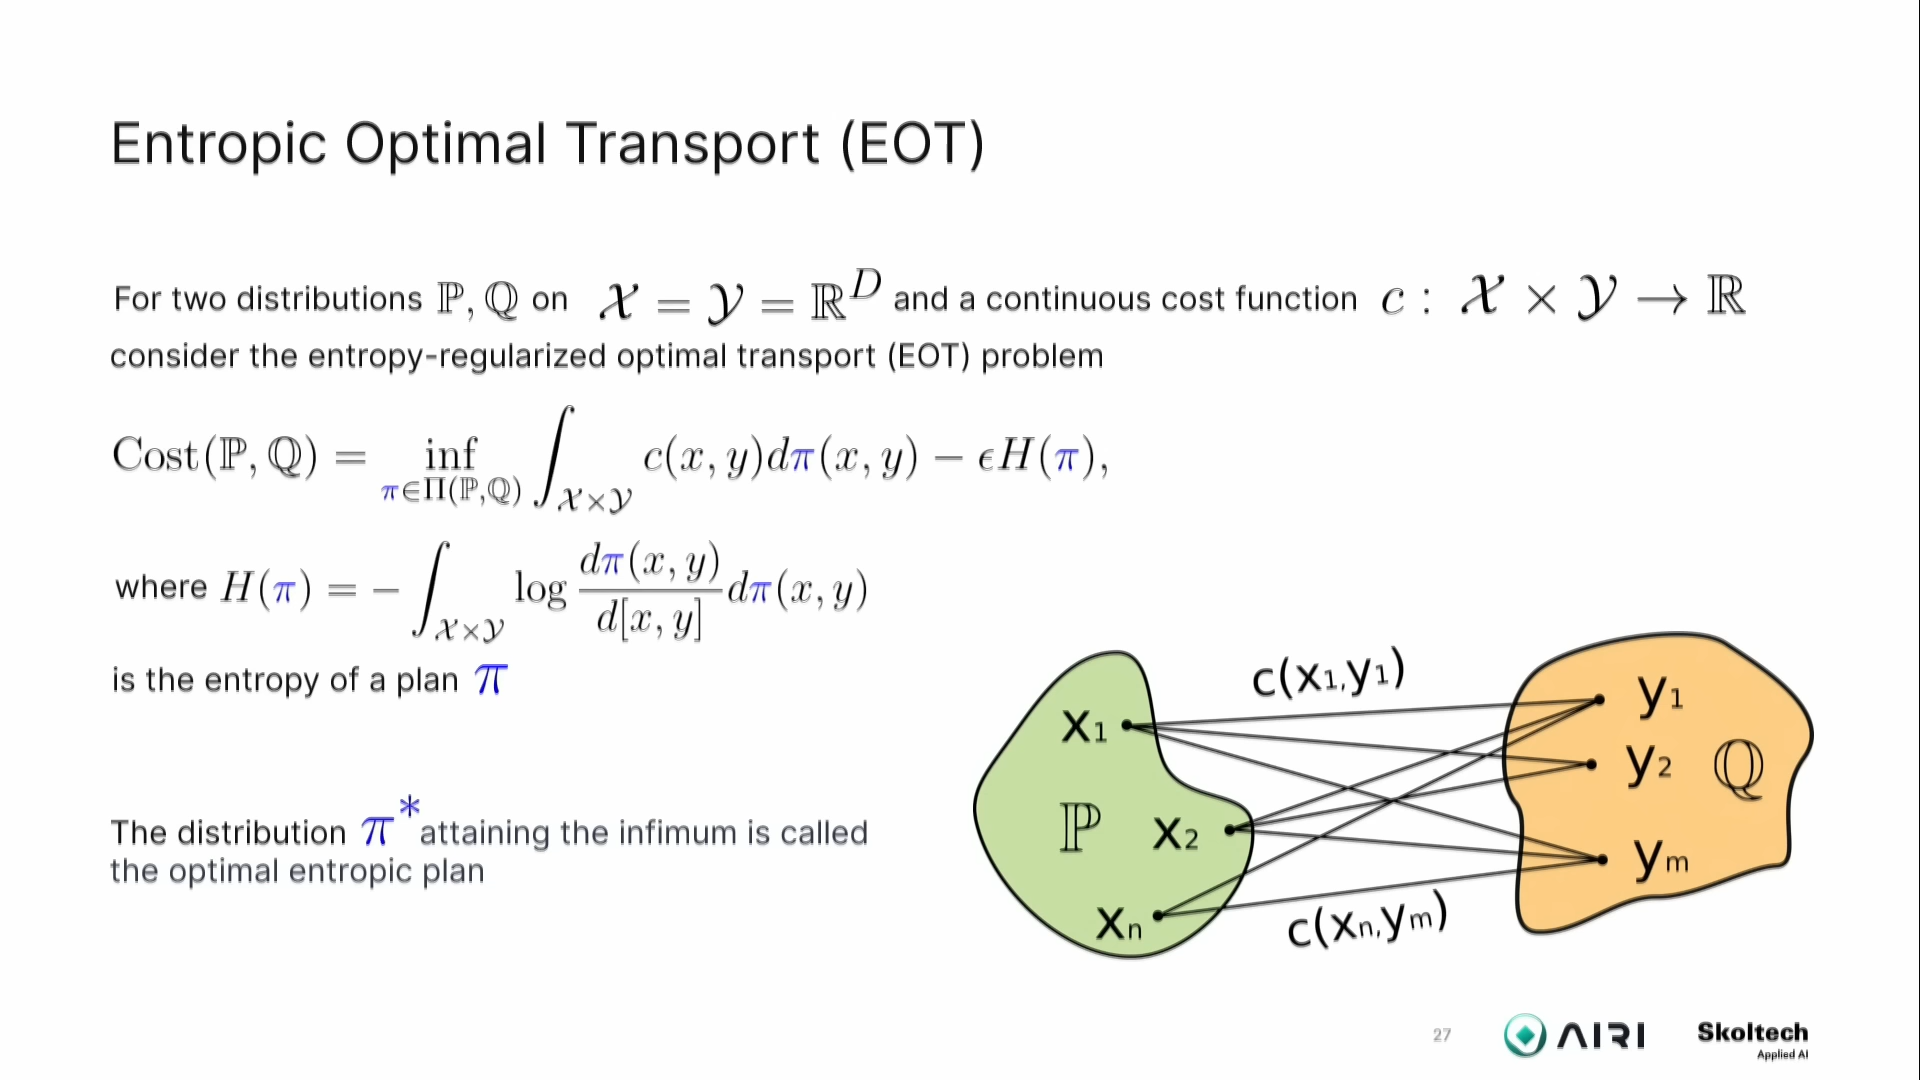 Entropic Optimal Transport (EOT)
For two distributions ℙ, ℚ on 𝒳 = 𝒴 = ℝ^D and a continuous cost function c : 𝒳 × 𝒴 → ℝ
consider the entropy-regularized optimal transport (EOT) problem
Cost(ℙ, ℚ) = inf_{π∈Π(ℙ,ℚ)} ∫_{𝒳×𝒴} c(x, y)dπ(x, y) − ϵH(π),
where H(π) = − ∫_{𝒳×𝒴} log dπ(x, y)/d[x, y] dπ(x, y)
is the entropy of a plan π
The distribution π* attaining the infimum is called
the optimal entropic plan
c(x₁,y₁)
x₁
y₁
y₂
ℚ
ℙ
x₂
yₘ
xₙ
c(xₙ,yₘ)
27
AIRI
Skoltech
Applied AI